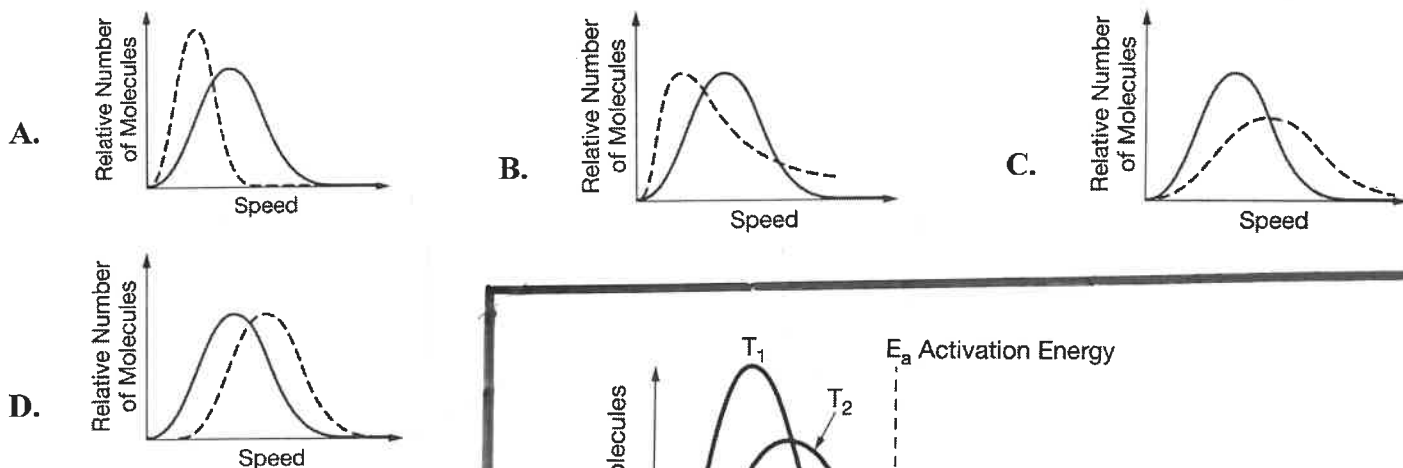 A.
Relative Number
of Molecules
Speed
B.
Relative Number
of Molecules
Speed
C.
Relative Number
of Molecules
Speed
D.
Relative Number
of Molecules
Speed
T1
Ea Activation Energy
T2